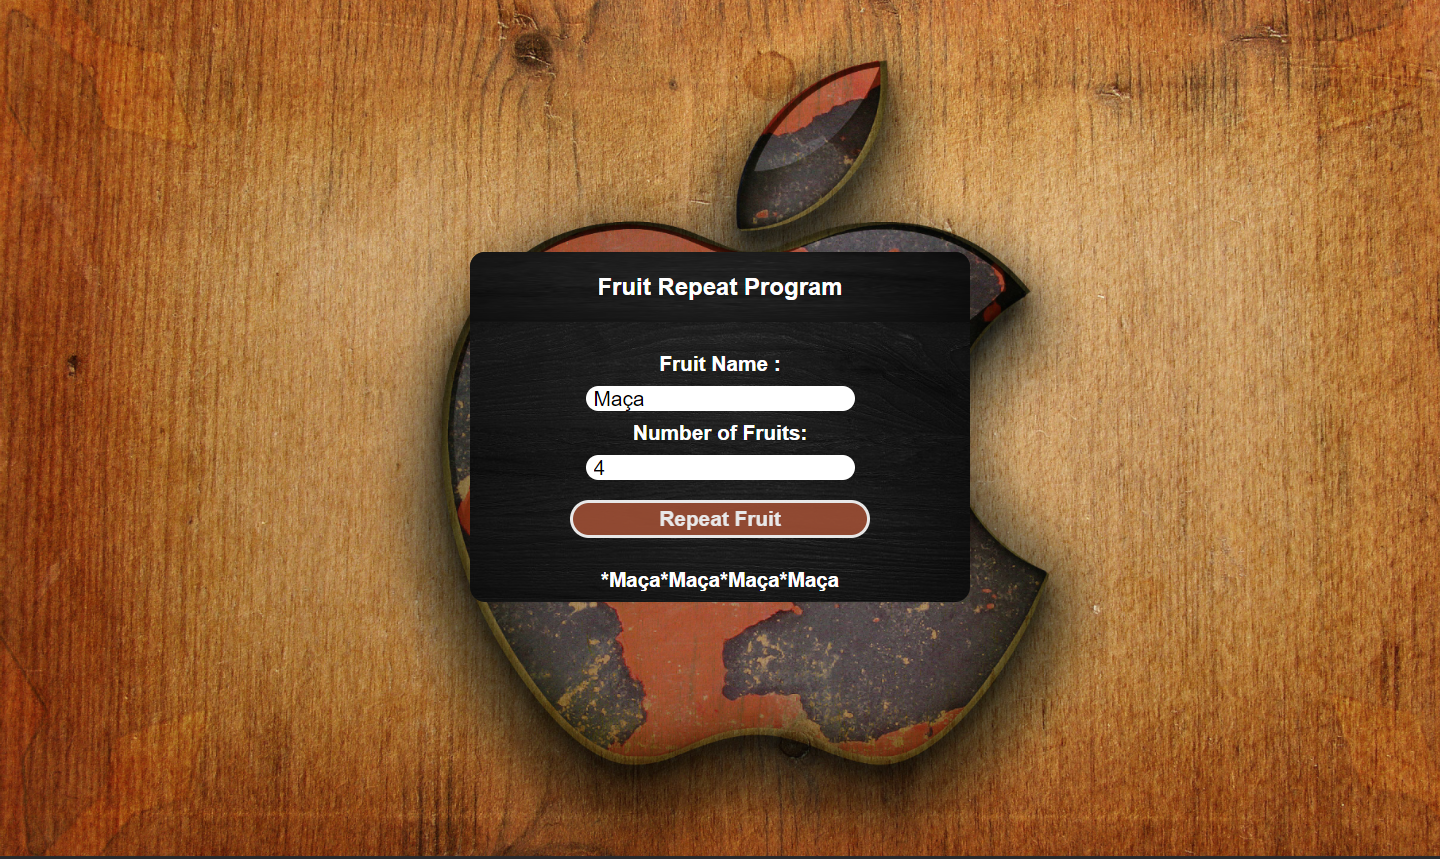 Fruit Repeat Program
Fruit Name :
Maça
Number of Fruits:
4
Repeat Fruit
*Maça*Maça*Maça*Maça